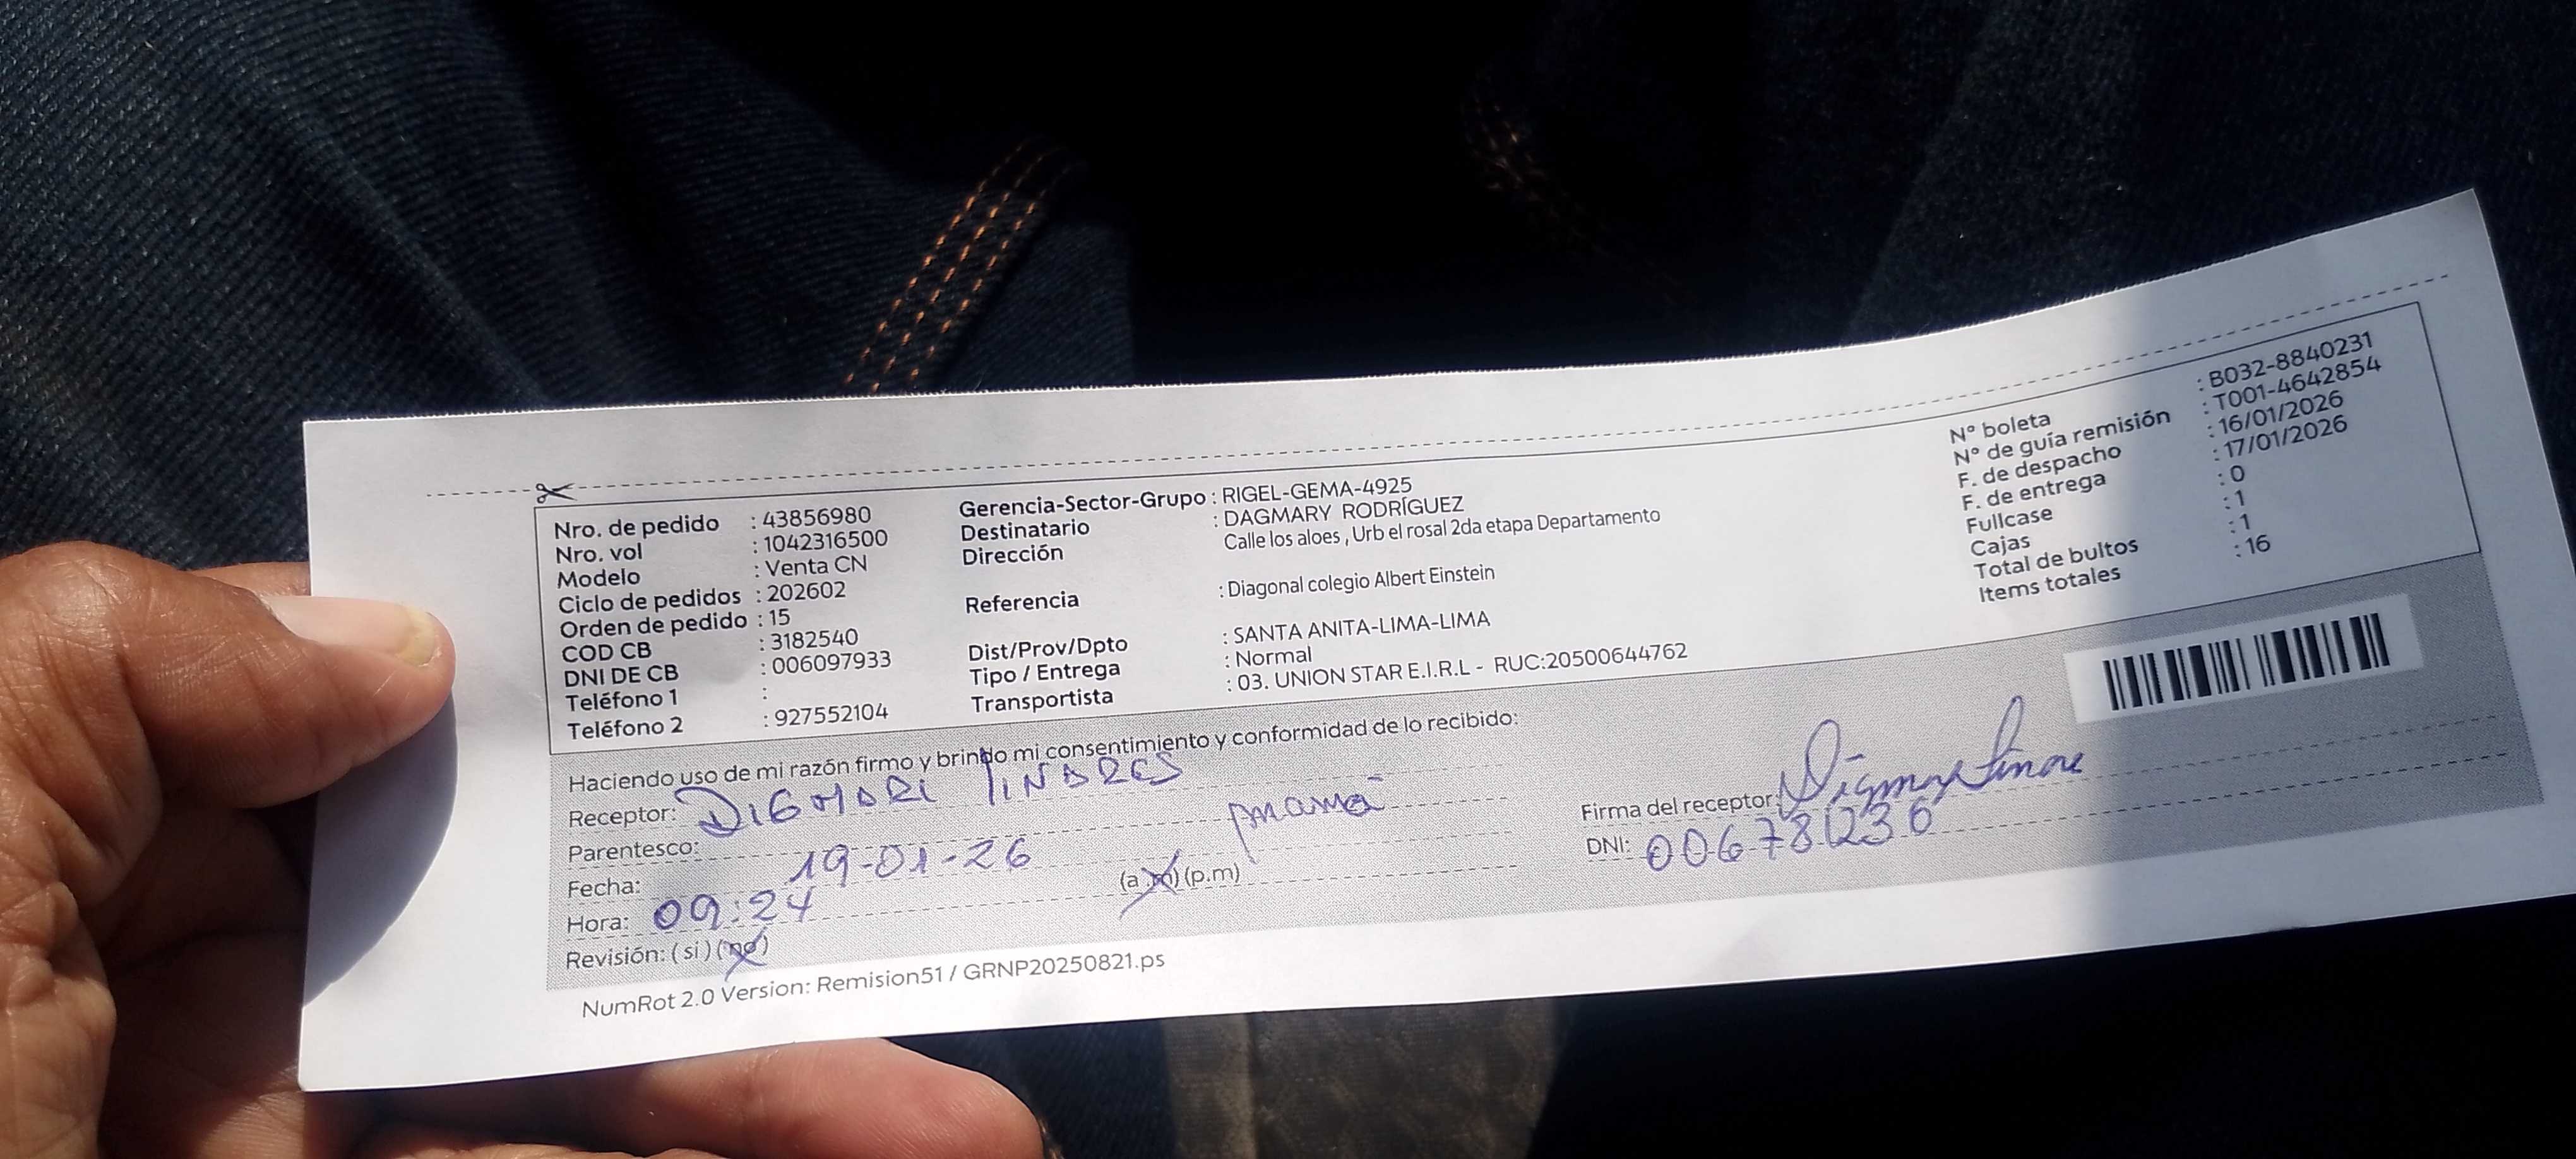 Nro. de pedido : 43856980
Nro. vol : 1042316500
Modelo : Venta CN
Ciclo de pedidos : 202602
Orden de pedido : 15
COD CB : 3182540
DNI DE CB : 006097933
Teléfono 1 :
Teléfono 2 : 927552104
Gerencia-Sector-Grupo : RIGEL-GEMA-4925
Destinatario : DAGMARY RODRÍGUEZ
Dirección Calle los aloes , Urb el rosal 2da etapa Departamento
Referencia : Diagonal colegio Albert Einstein
Dist/Prov/Dpto : SANTA ANITA-LIMA-LIMA
Tipo / Entrega : Normal
Transportista : 03. UNION STAR E.I.R.L - RUC:20500644762
N° boleta : B032-8840231
N° de guía remisión : T001-4642854
F. de despacho : 16/01/2026
F. de entrega : 17/01/2026
Fullcase : 0
Cajas : 1
Total de bultos : 1
Items totales : 16
Haciendo uso de mi razón firmo y brindo mi consentimiento y conformidad de lo recibido:
Receptor: DIGMARI LINARES
Parentesco: mamá
Fecha: 19-01-26
Hora: 09:24 (a.m) (p.m)
Revisión: (si) (no)
Firma del receptor:
DNI:
NumRot 2.0 Version: Remision51 / GRNP20250821.ps